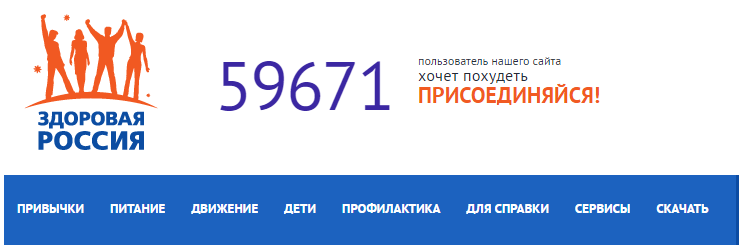 ЗДОРОВАЯ
РОССИЯ
59671
пользователь нашего сайта
хочет похудеть
ПРИСОЕДИНЯЙСЯ!
ПРИВЫЧКИ ПИТАНИЕ ДВИЖЕНИЕ ДЕТИ ПРОФИЛАКТИКА ДЛЯ СПРАВКИ СЕРВИСЫ СКАЧАТЬ